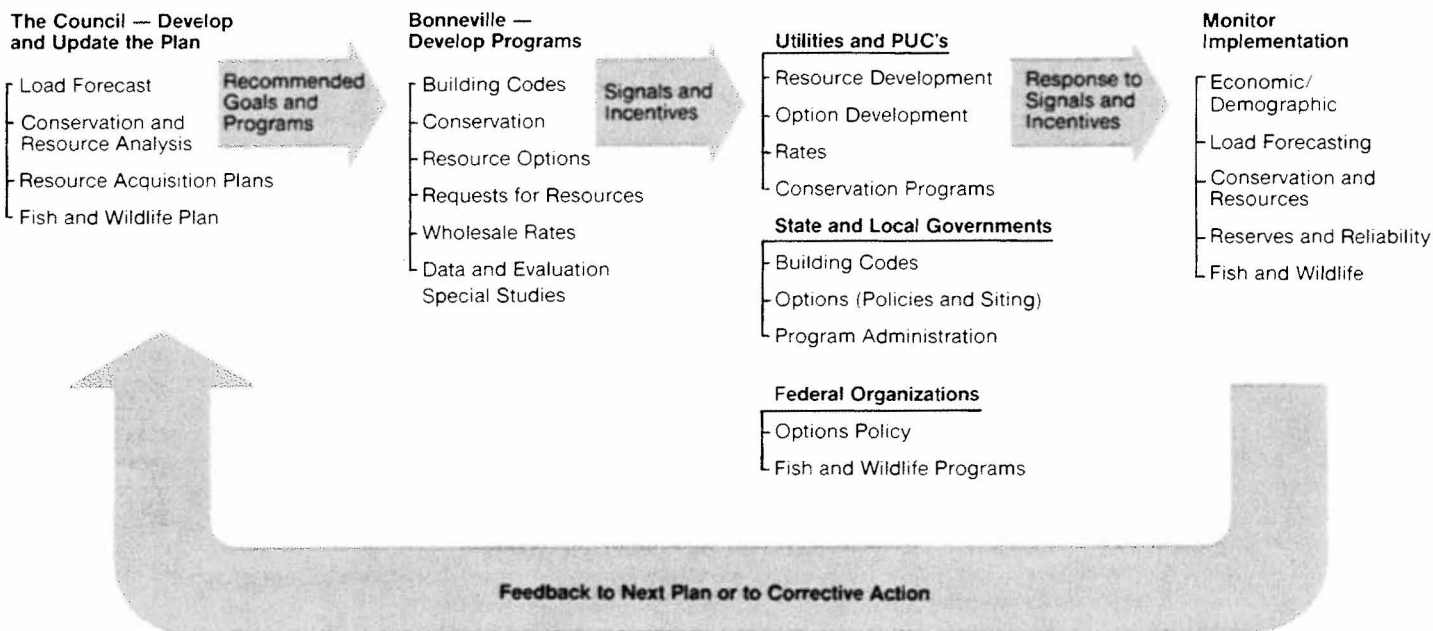 The Council — Develop
and Update the Plan
Load Forecast
Conservation and
Resource Analysis
Resource Acquisition Plans
Fish and Wildlife Plan
Recommended
Goals and
Programs
Bonneville —
Develop Programs
Building Codes
Conservation
Resource Options
Requests for Resources
Wholesale Rates
Data and Evaluation
Special Studies
Signals and
Incentives
Utilities and PUC's
Resource Development
Option Development
Rates
Conservation Programs
State and Local Governments
Building Codes
Options (Policies and Siting)
Program Administration
Federal Organizations
Options Policy
Fish and Wildlife Programs
Response to
Signals and
Incentives
Monitor
Implementation
Economic/
Demographic
Load Forecasting
Conservation and
Resources
Reserves and Reliability
Fish and Wildlife
Feedback to Next Plan or to Corrective Action